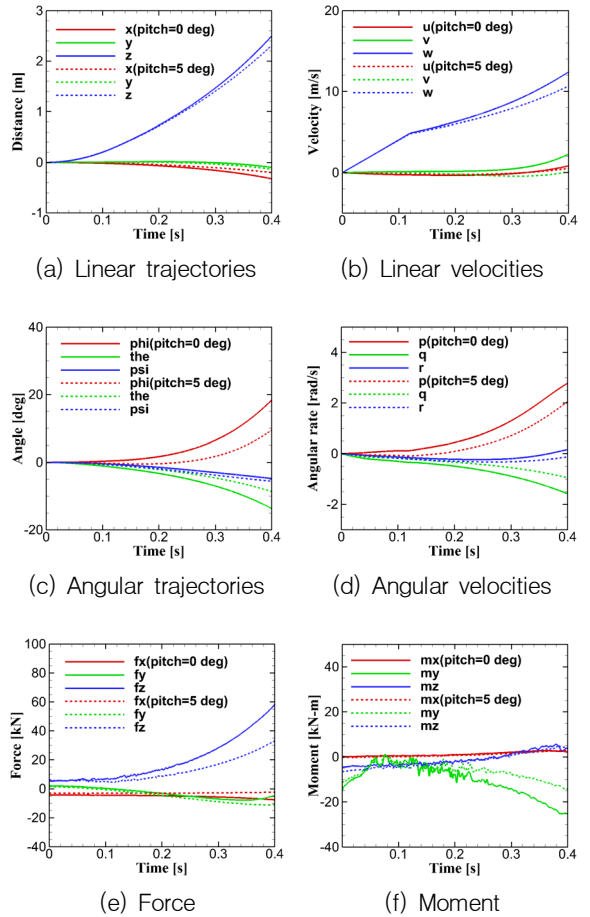 3
2
1
0
-1
Distance [m]
x(pitch=0 deg)
y
z
x(pitch=5 deg)
y
z
0 0.1 0.2 0.3 0.4
Time [s]
(a) Linear trajectories
20
10
0
Velocity [m/s]
u(pitch=0 deg)
v
w
u(pitch=5 deg)
v
w
0 0.1 0.2 0.3 0.4
Time [s]
(b) Linear velocities
40
20
0
-20
Angle [deg]
phi(pitch=0 deg)
the
psi
phi(pitch=5 deg)
the
psi
0 0.1 0.2 0.3 0.4
Time [s]
(c) Angular trajectories
4
2
0
-2
Angular rate [rad/s]
p(pitch=0 deg)
q
r
p(pitch=5 deg)
q
r
0 0.1 0.2 0.3 0.4
Time [s]
(d) Angular velocities
100
80
60
40
20
0
-20
-40
Force [kN]
fx(pitch=0 deg)
fy
fz
fx(pitch=5 deg)
fy
fz
0 0.1 0.2 0.3 0.4
Time [s]
(e) Force
40
20
0
-20
-40
Moment [kN-m]
mx(pitch=0 deg)
my
mz
mx(pitch=5 deg)
my
mz
0 0.1 0.2 0.3 0.4
Time [s]
(f) Moment